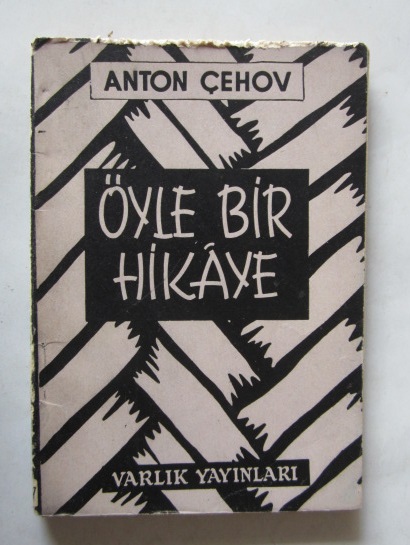 ANTON ÇEHOV
ÖYLE BİR
HİKÂYE
VARLIK YAYINLARI